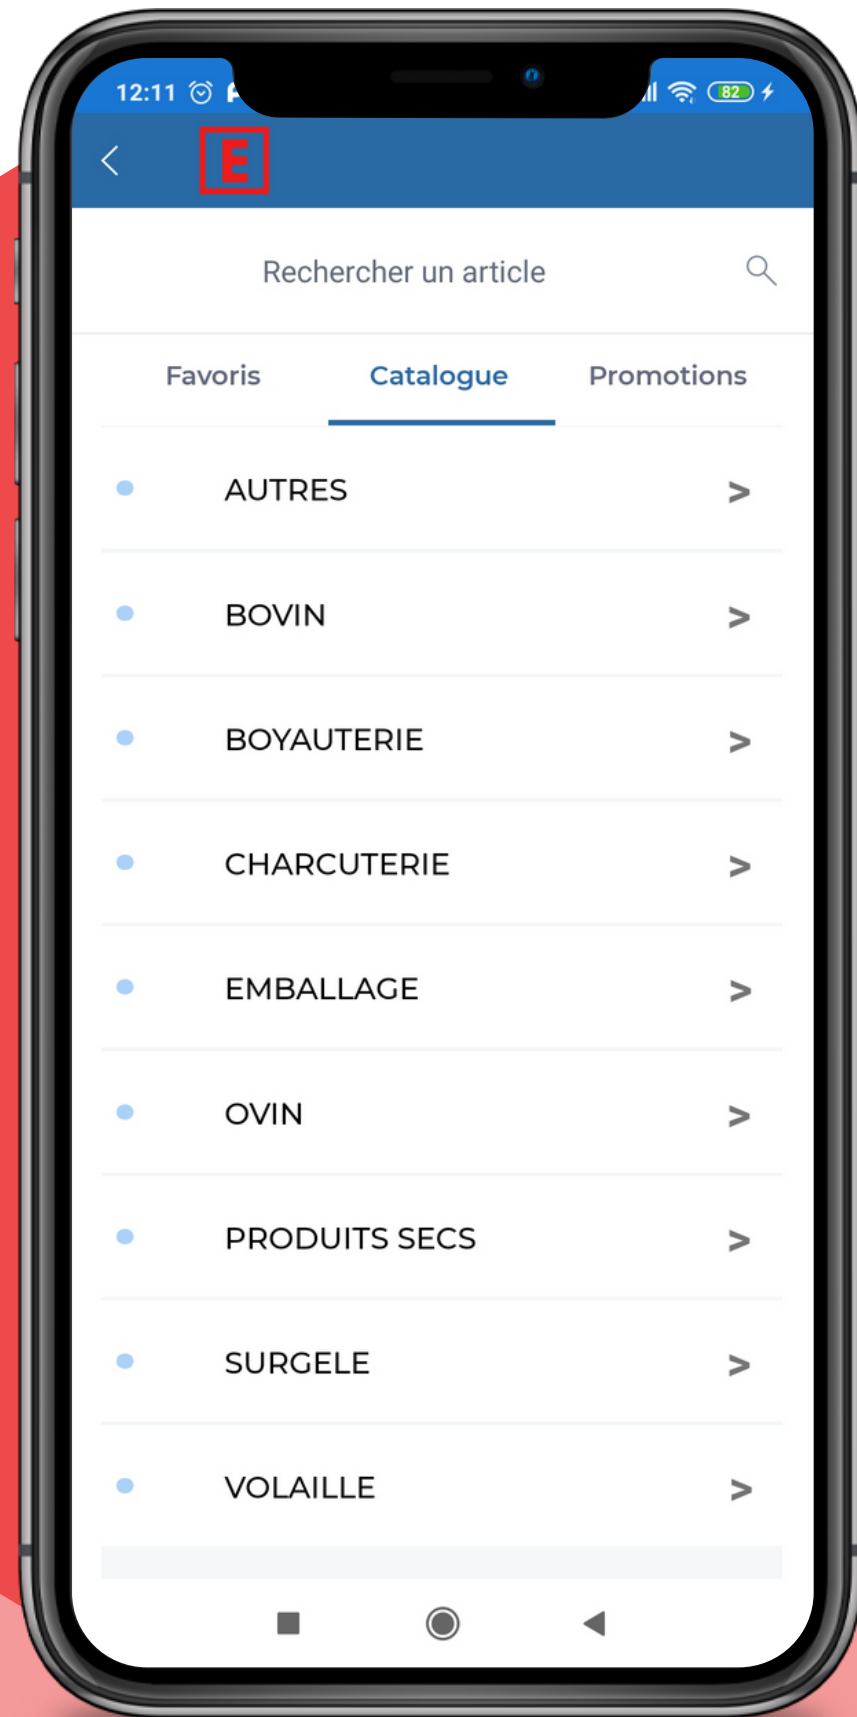 12:11
82
E
Rechercher un article
Favoris Catalogue Promotions
AUTRES >
BOVIN >
BOYAUTERIE >
CHARCUTERIE >
EMBALLAGE >
OVIN >
PRODUITS SECS >
SURGELE >
VOLAILLE >